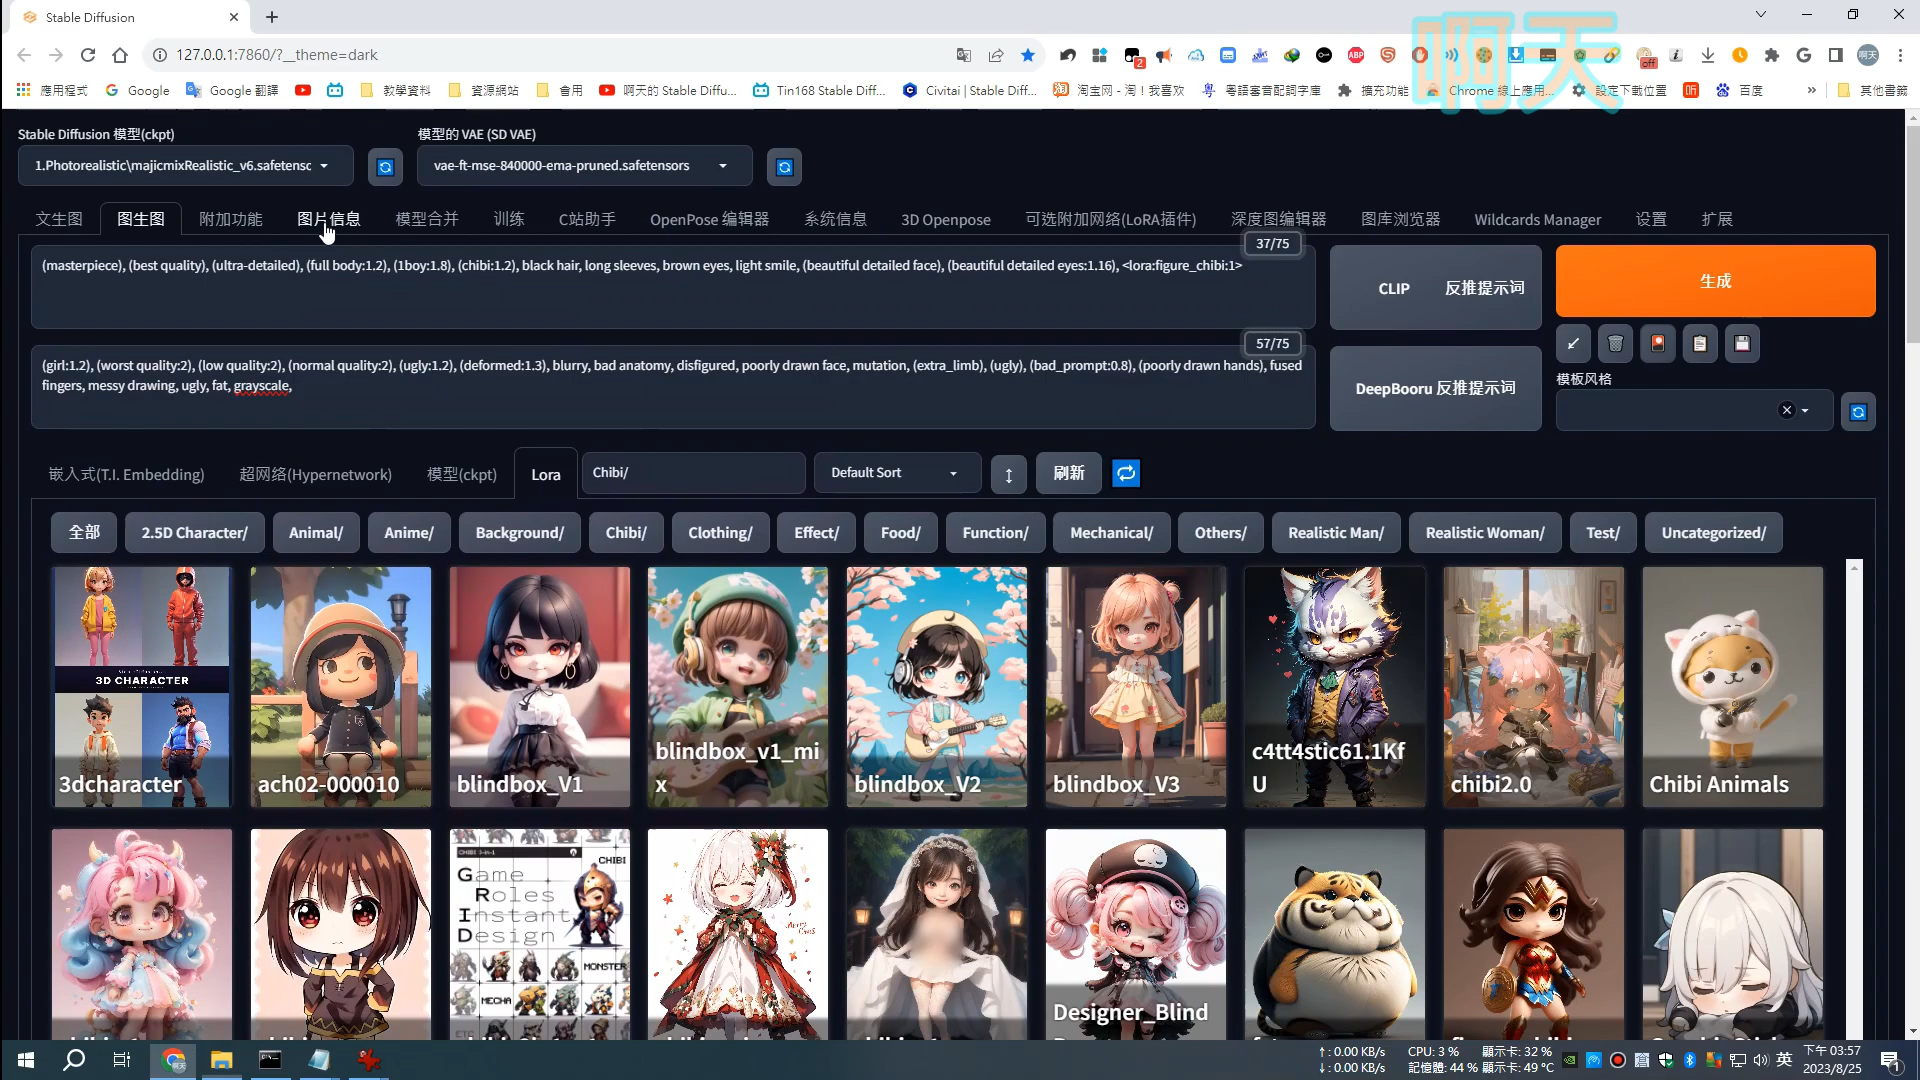 Stable Diffusion
啊天
127.0.0.1:7860/?__theme=dark
2
ABP
off
啊天
應用程式
Google
Google 翻譯
教學資料
資源網站
會用
啊天的 Stable Diffu...
Tin168 Stable Diff...
Civitai | Stable Diff...
淘宝网 - 淘！我喜欢
粵語審音配詞字庫
擴充功能
Chrome 線上應用...
設定下載位置
百度
»
其他書籤
Stable Diffusion 模型(ckpt)
模型的 VAE (SD VAE)
1.Photorealistic\majicmixRealistic_v6.safetensc
vae-ft-mse-840000-ema-pruned.safetensors
文生图
图生图
附加功能
图片信息
模型合并
训练
C站助手
OpenPose 编辑器
系统信息
3D Openpose
可选附加网络(LoRA插件)
深度图编辑器
图库浏览器
Wildcards Manager
设置
扩展
37/75
(masterpiece), (best quality), (ultra-detailed), (full body:1.2), (1boy:1.8), (chibi:1.2), black hair, long sleeves, brown eyes, light smile, (beautiful detailed face), (beautiful detailed eyes:1.16), <lora:figure_chibi:1>
CLIP 反推提示词
生成
57/75
(girl:1.2), (worst quality:2), (low quality:2), (normal quality:2), (ugly:1.2), (deformed:1.3), blurry, bad anatomy, disfigured, poorly drawn face, mutation, (extra_limb), (ugly), (bad_prompt:0.8), (poorly drawn hands), fused
fingers, messy drawing, ugly, fat, grayscale,
DeepBooru 反推提示词
模板风格
嵌入式(T.I. Embedding)
超网络(Hypernetwork)
模型(ckpt)
Lora
Chibi/
Default Sort
刷新
全部
2.5D Character/
Animal/
Anime/
Background/
Chibi/
Clothing/
Effect/
Food/
Function/
Mechanical/
Others/
Realistic Man/
Realistic Woman/
Test/
Uncategorized/
3D CHARACTER
3dcharacter
ach02-000010
blindbox_V1
blindbox_v1_mi
x
blindbox_V2
blindbox_V3
c4tt4stic61.1Kf
U
chibi2.0
Chibi Animals
CHIBI
Game
Roles
Instant
Design
MONSTER
MECHA
Designer_Blind
↑: 0.00 KB/s
↓: 0.00 KB/s
CPU: 3 %
顯示卡: 32 %
記憶體: 44 %
顯示卡: 49 °C
英
下午 03:57
2023/8/25
1